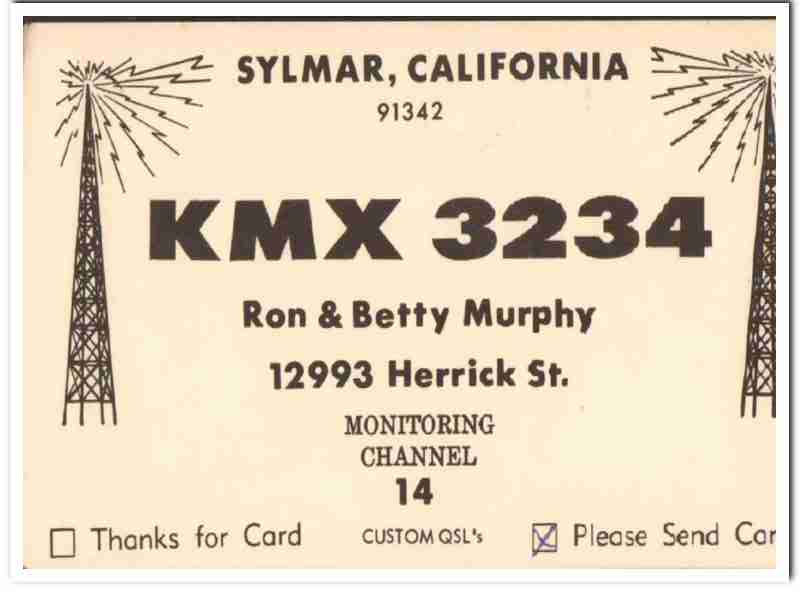 SYLMAR, CALIFORNIA
91342
KMX 3234
Ron & Betty Murphy
12993 Herrick St.
MONITORING
CHANNEL
14
Thanks for Card
CUSTOM QSL's
Please Send Car